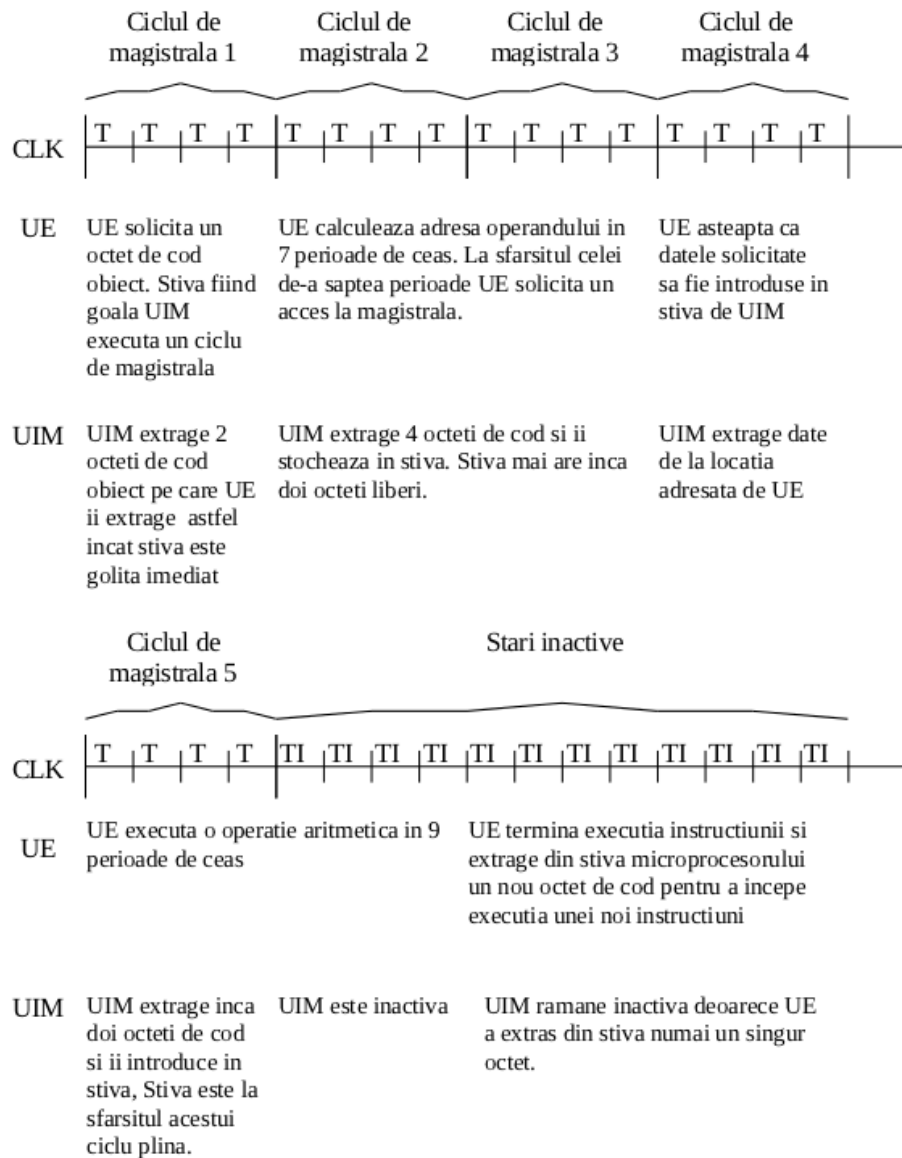 Ciclul de
magistrala 1
Ciclul de
magistrala 2
Ciclul de
magistrala 3
Ciclul de
magistrala 4
CLK
T T T T T T T T T T T T T T T T
UE
UE solicita un
octet de cod
obiect. Stiva fiind
goala UIM
executa un ciclu
de magistrala
UE calculeaza adresa operandului in
7 perioade de ceas. La sfarsitul celei
de-a saptea perioade UE solicita un
acces la magistrala.
UE asteapta ca
datele solicitate
sa fie introduse in
stiva de UIM
UIM
UIM extrage 2
octeti de cod
obiect pe care UE
ii extrage astfel
incat stiva este
golita imediat
UIM extrage 4 octeti de cod si ii
stocheaza in stiva. Stiva mai are inca
doi octeti liberi.
UIM extrage date
de la locatia
adresata de UE
Ciclul de
magistrala 5
Stari inactive
CLK
T T T T TI TI TI TI TI TI TI TI TI TI TI TI
UE
UE executa o operatie aritmetica in 9
perioade de ceas
UE termina executia instructiunii si
extrage din stiva microprocesorului
un nou octet de cod pentru a incepe
executia unei noi instructiuni
UIM
UIM extrage inca
doi octeti de cod
si ii introduce in
stiva, Stiva este la
sfarsitul acestui
ciclu plina.
UIM este inactiva
UIM ramane inactiva deoarece UE
a extras din stiva numai un singur
octet.